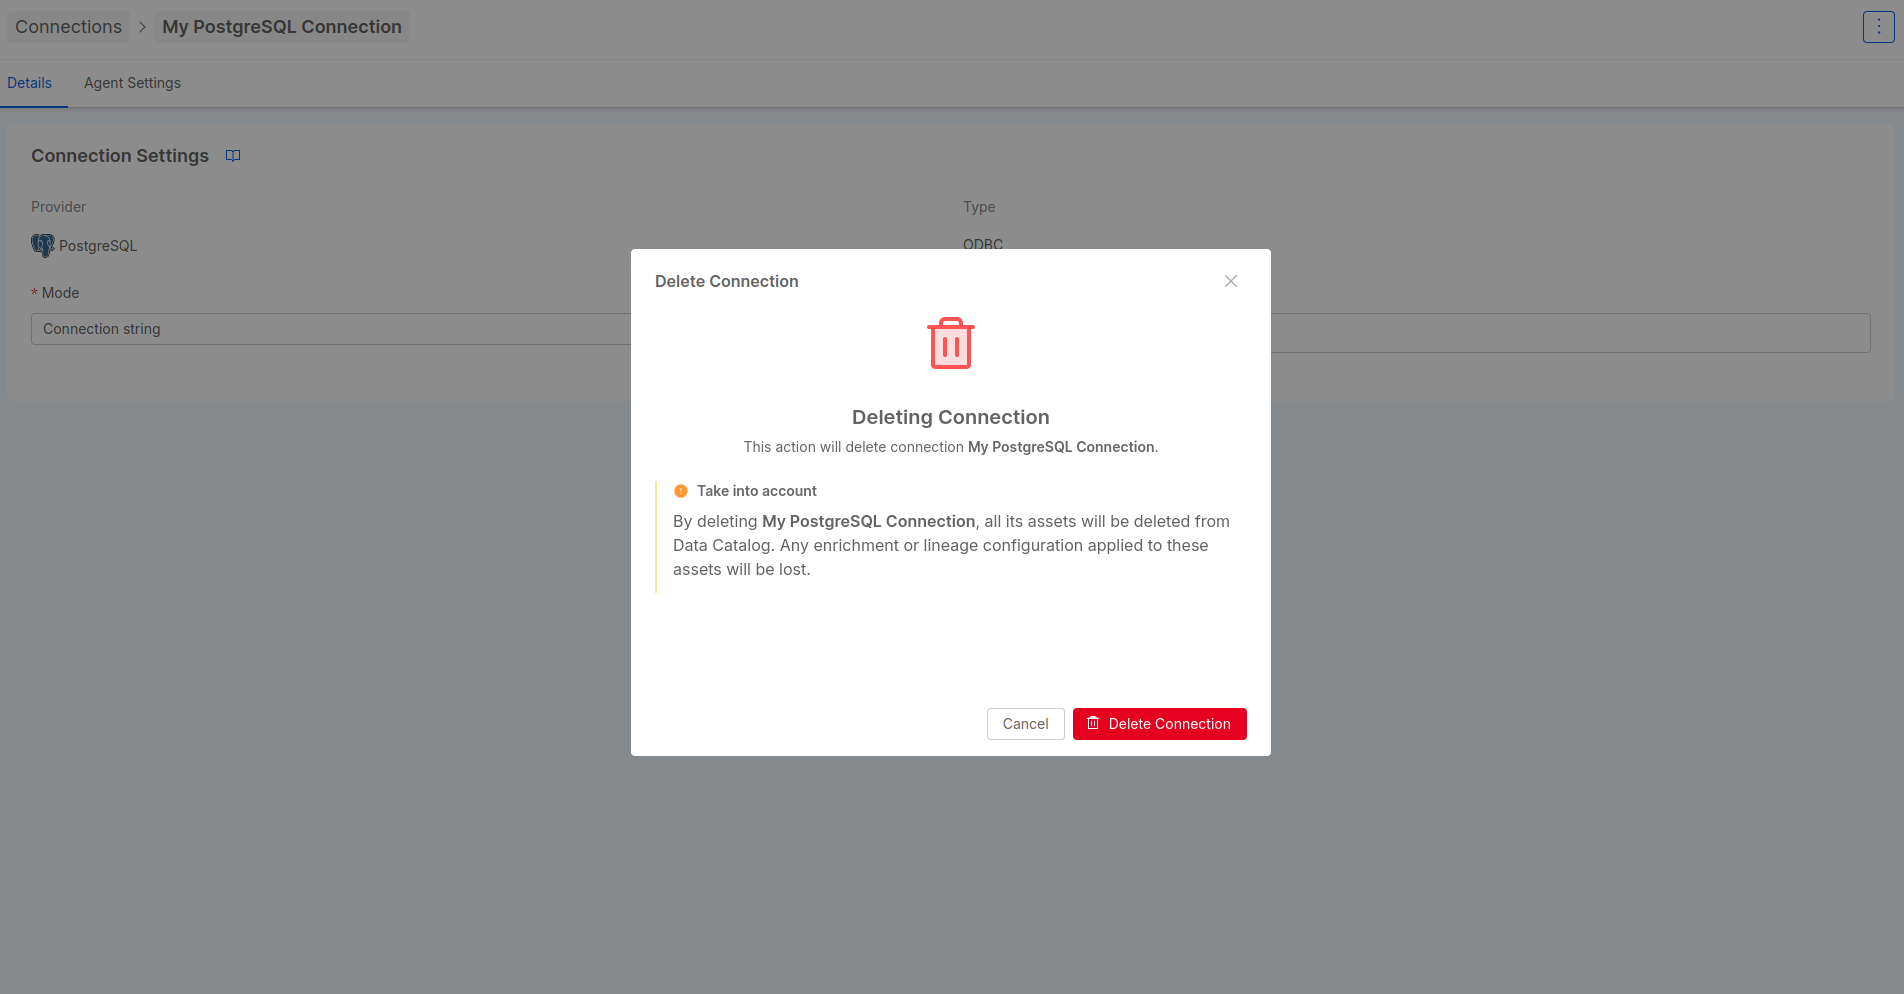 Connections
My PostgreSQL Connection
Details
Agent Settings
Connection Settings
Provider
Type
PostgreSQL
ODBC
* Mode
Connection string
Delete Connection
Deleting Connection
This action will delete connection My PostgreSQL Connection.
Take into account
By deleting My PostgreSQL Connection, all its assets will be deleted from
Data Catalog. Any enrichment or lineage configuration applied to these
assets will be lost.
Cancel
Delete Connection